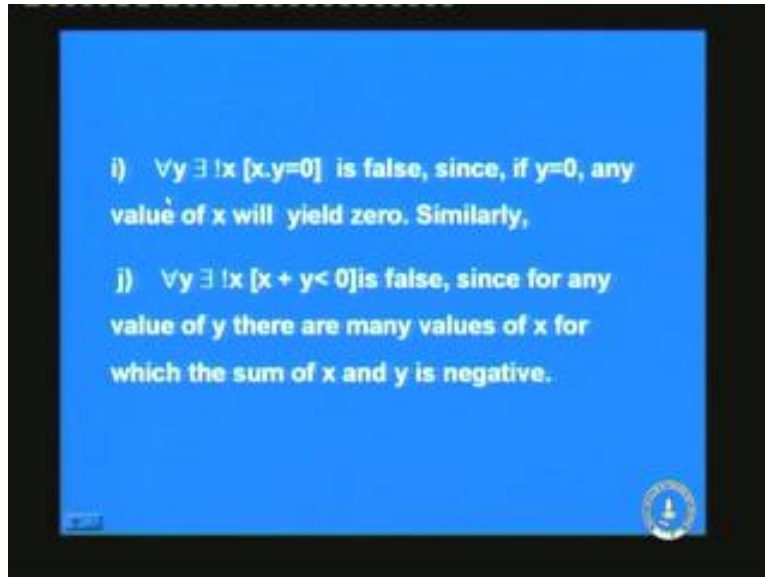 i) ∀y ∃ !x [x.y=0] is false, since, if y=0, any
value of x will yield zero. Similarly,
j) ∀y ∃ !x [x + y< 0]is false, since for any
value of y there are many values of x for
which the sum of x and y is negative.